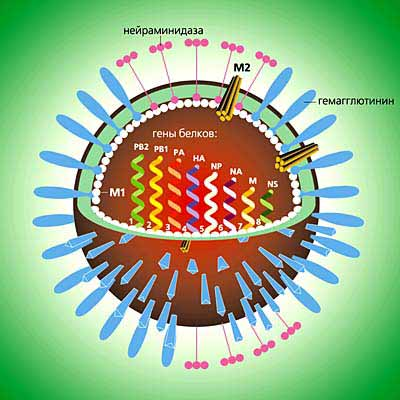 нейраминидаза
M2
гемагглютинин
гены белков:
PB2 PB1 PA HA NP NA M NS
M1
1 2 3 4 5 6 7 8